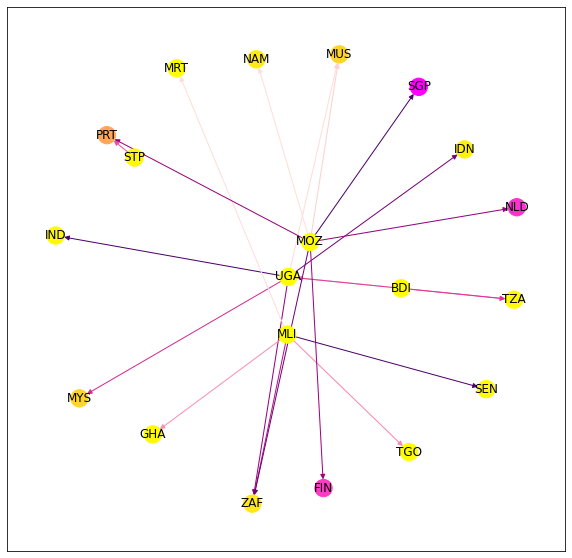 MUS
NAM
MRT
SGP
PRT
IDN
STP
NLD
IND
MOZ
UGA
BDI
TZA
MLI
SEN
MYS
GHA
TGO
FIN
ZAF